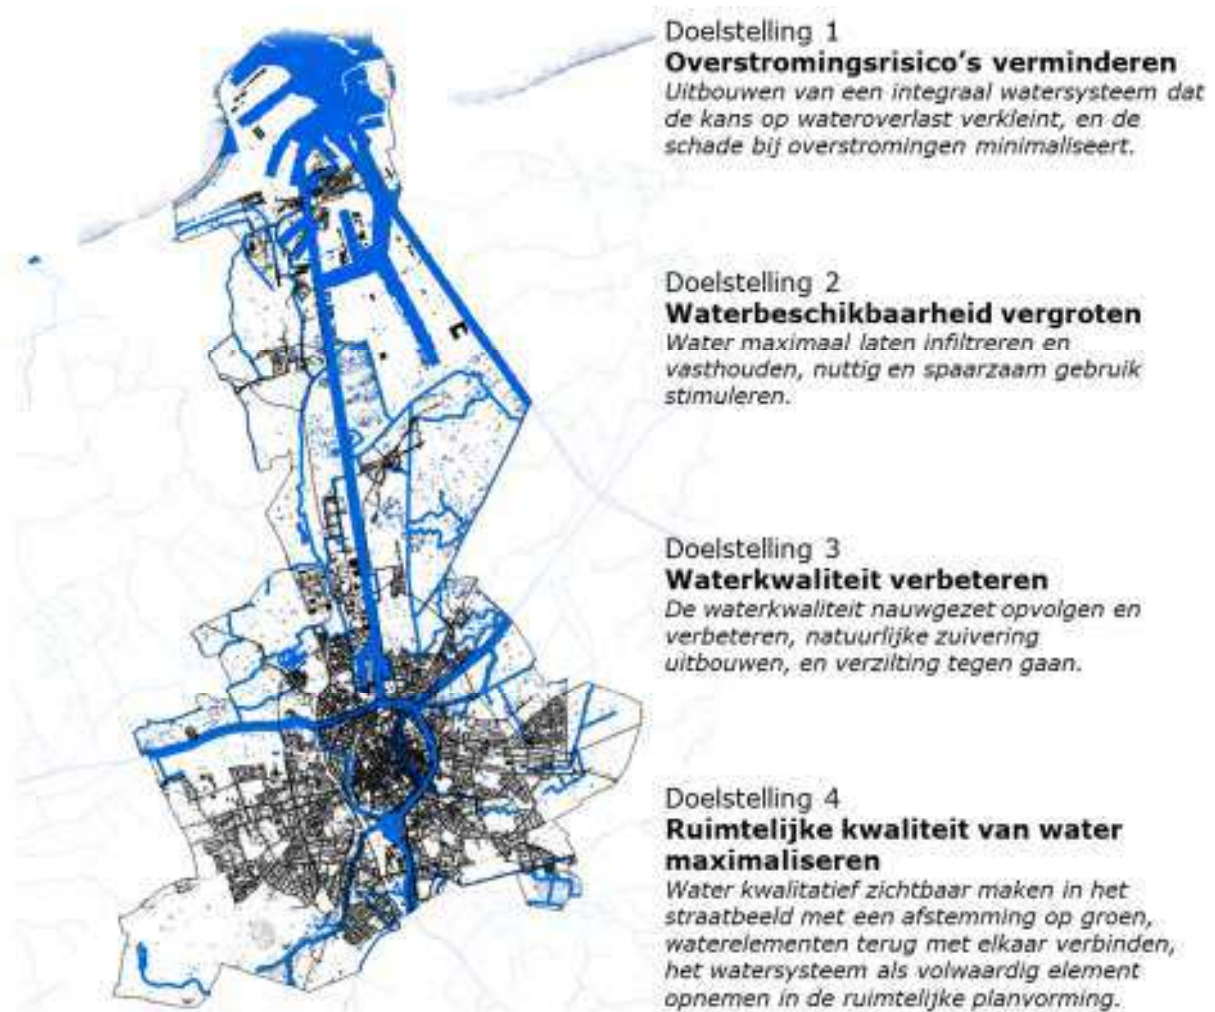 Doelstelling 1
Overstromingsrisico's verminderen
Uitbouwen van een integraal watersysteem dat
de kans op wateroverlast verkleint, en de
schade bij overstromingen minimaliseert.
Doelstelling 2
Waterbeschikbaarheid vergroten
Water maximaal laten infiltreren en
vasthouden, nuttig en spaarzaam gebruik
stimuleren.
Doelstelling 3
Waterkwaliteit verbeteren
De waterkwaliteit nauwgezet opvolgen en
verbeteren, natuurlijke zuivering
uitbouwen, en verzilting tegen gaan.
Doelstelling 4
Ruimtelijke kwaliteit van water
maximaliseren
Water kwalitatief zichtbaar maken in het
straatbeeld met een afstemming op groen,
waterelementen terug met elkaar verbinden,
het watersysteem als volwaardig element
opnemen in de ruimtelijke planvorming.